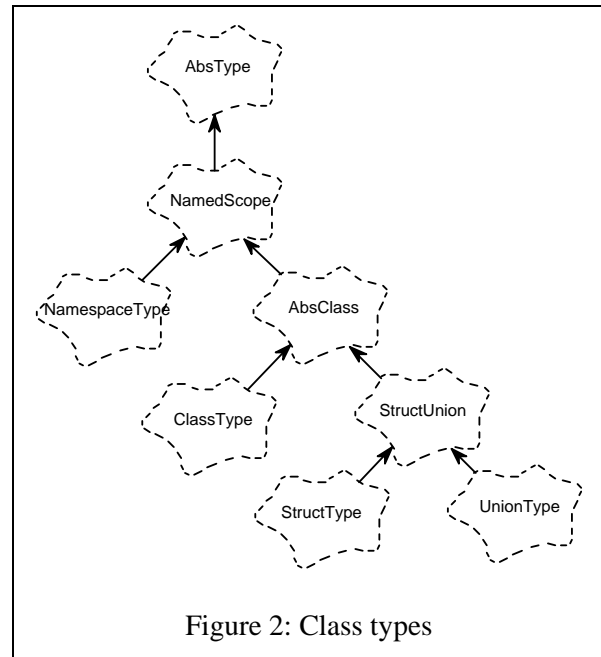 AbsType
NamedScope
NamespaceType
AbsClass
ClassType
StructUnion
StructType
UnionType
Figure 2: Class types